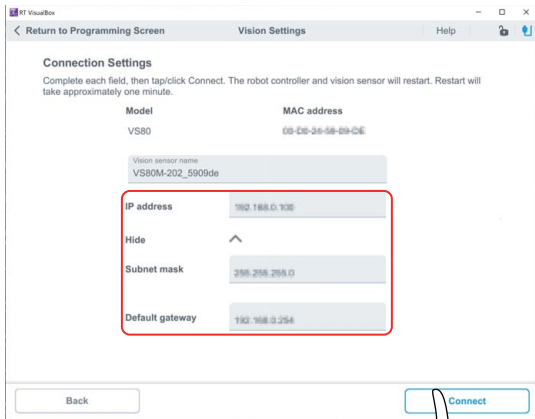 RT VisualBox
Return to Programming Screen Vision Settings Help
Connection Settings
Complete each field, then tap/click Connect. The robot controller and vision sensor will restart. Restart will
take approximately one minute.
Model MAC address
VS80
Vision sensor name
VS80M-202_5909de
IP address 192.168.0.100
Hide
Subnet mask 255.255.255.0
Default gateway 192.168.0.254
Back Connect